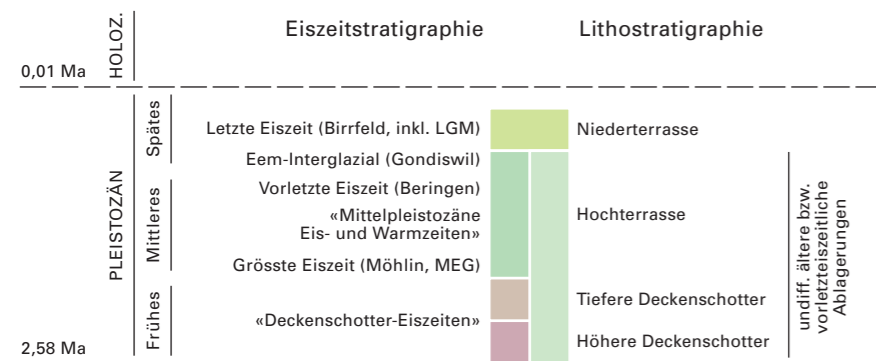 Eiszeitstratigraphie
Lithostratigraphie
HOLOZ.
0,01 Ma
PLEISTOZÄN
Spätes
Letzte Eiszeit (Birrfeld, inkl. LGM)
Niederterrasse
Eem-Interglazial (Gondiswil)
Mittleres
Vorletzte Eiszeit (Beringen)
«Mittelpleistozäne
Eis- und Warmzeiten»
Hochterrasse
Grösste Eiszeit (Möhlin, MEG)
Frühes
«Deckenschotter-Eiszeiten»
Tiefere Deckenschotter
Höhere Deckenschotter
undiff. ältere bzw.
vorletzteiszeitliche
Ablagerungen
2,58 Ma